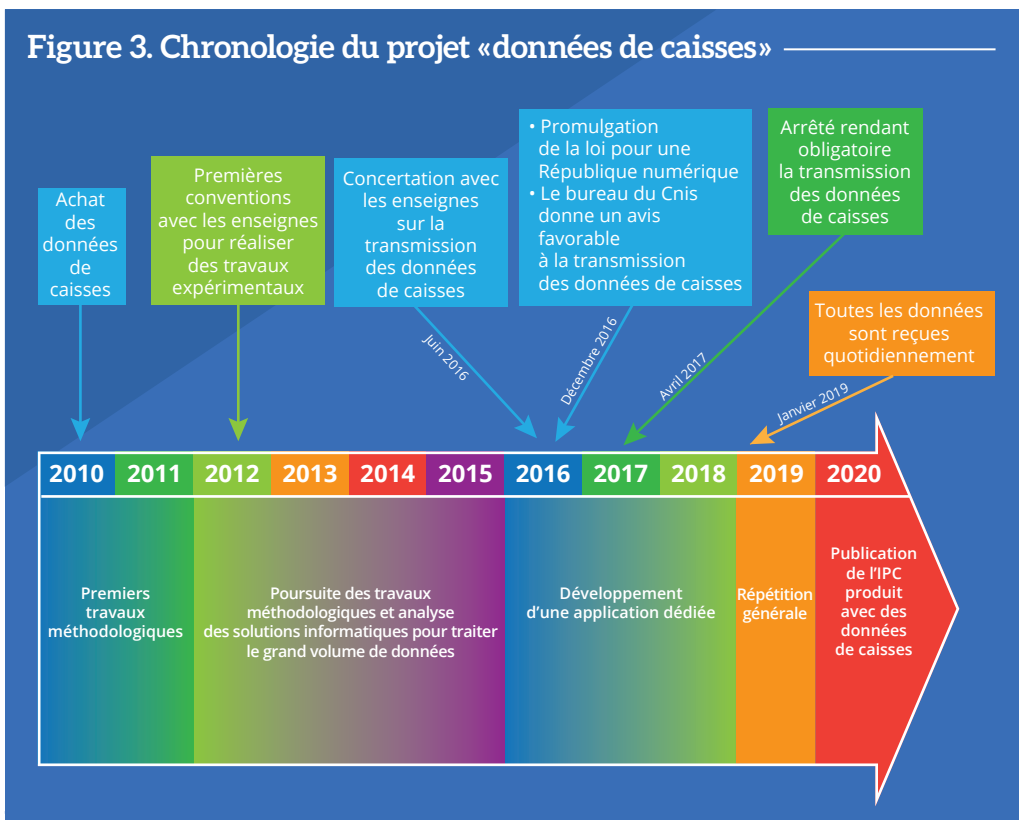 Figure 3. Chronologie du projet «données de caisses»
Achat
des
données
de
caisses
Premières
conventions
avec les enseignes
pour réaliser
des travaux
expérimentaux
Concertation avec
les enseignes
sur la
transmission
des données
de caisses
• Promulgation
de la loi pour une
République numérique
• Le bureau du Cnis
donne un avis
favorable
à la transmission
des données de caisses
Arrêté rendant
obligatoire
la transmission
des données
de caisses
Toutes les données
sont reçues
quotidiennement
Juin 2016
Décembre 2016
Avril 2017
Janvier 2019
2010 2011 2012 2013 2014 2015 2016 2017 2018 2019 2020
Premiers
travaux
méthodologiques
Poursuite des travaux
méthodologiques et analyse
des solutions informatiques pour traiter
le grand volume de données
Développement
d'une application dédiée
Répétition
générale
Publication
de l'IPC
produit
avec des
données
de caisses